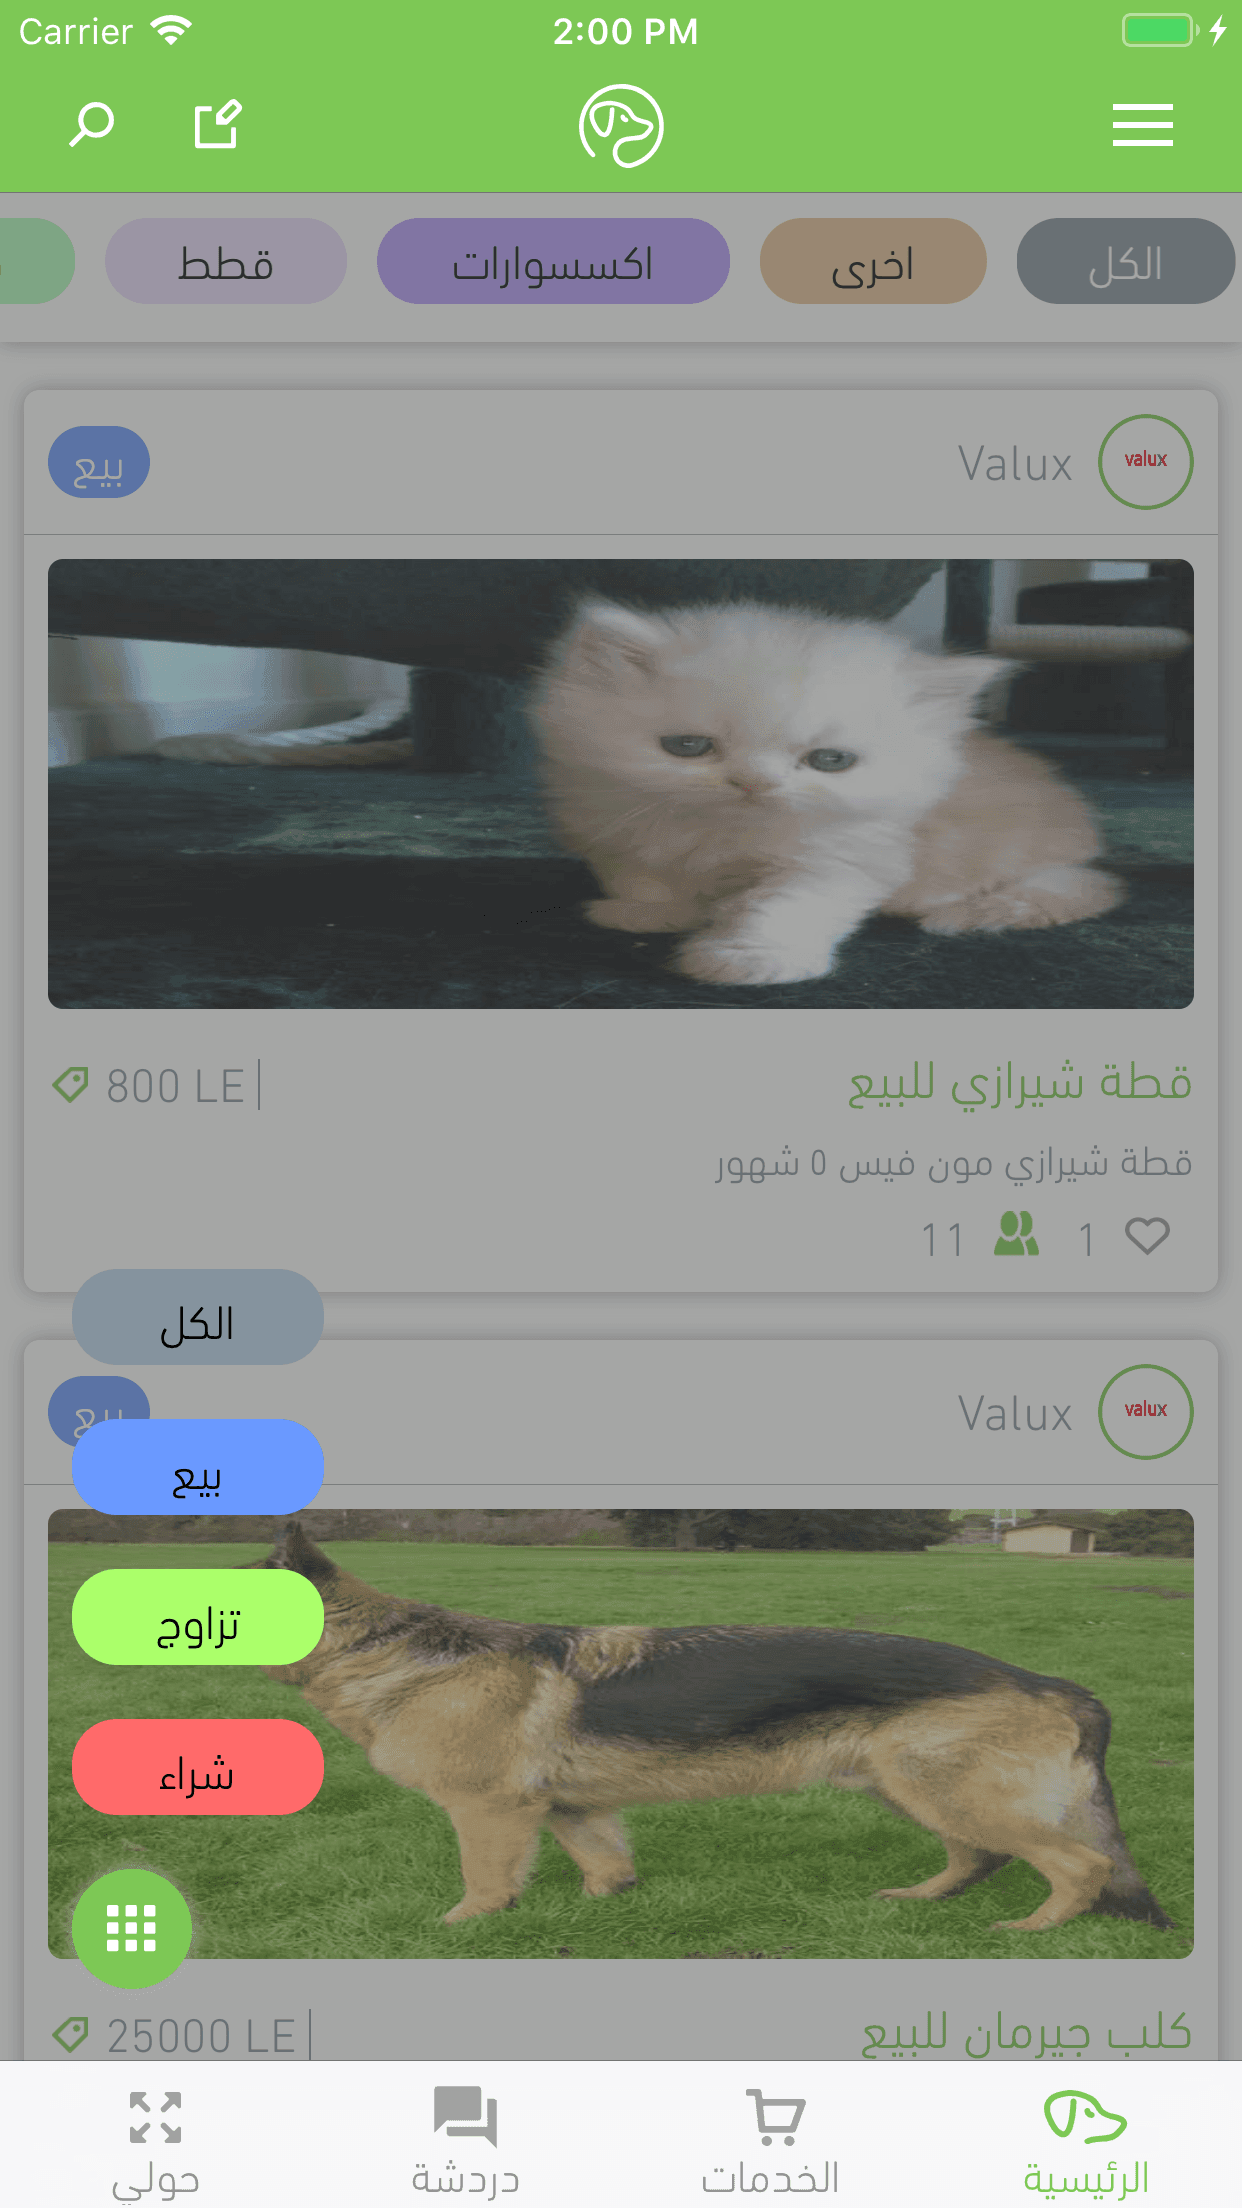 Carrier 2:00 PM
الكل اخرى اكسسوارات قطط
valux Valux بيع
قطة شيرازي للبيع 800 LE
قطة شيرازي مون فيس 5 شهور
1 11
الكل
valux Valux
بيع
تزاوج
شراء
كلب جيرمان للبيع 25000 LE
الرئيسية الخدمات دردشة حولي